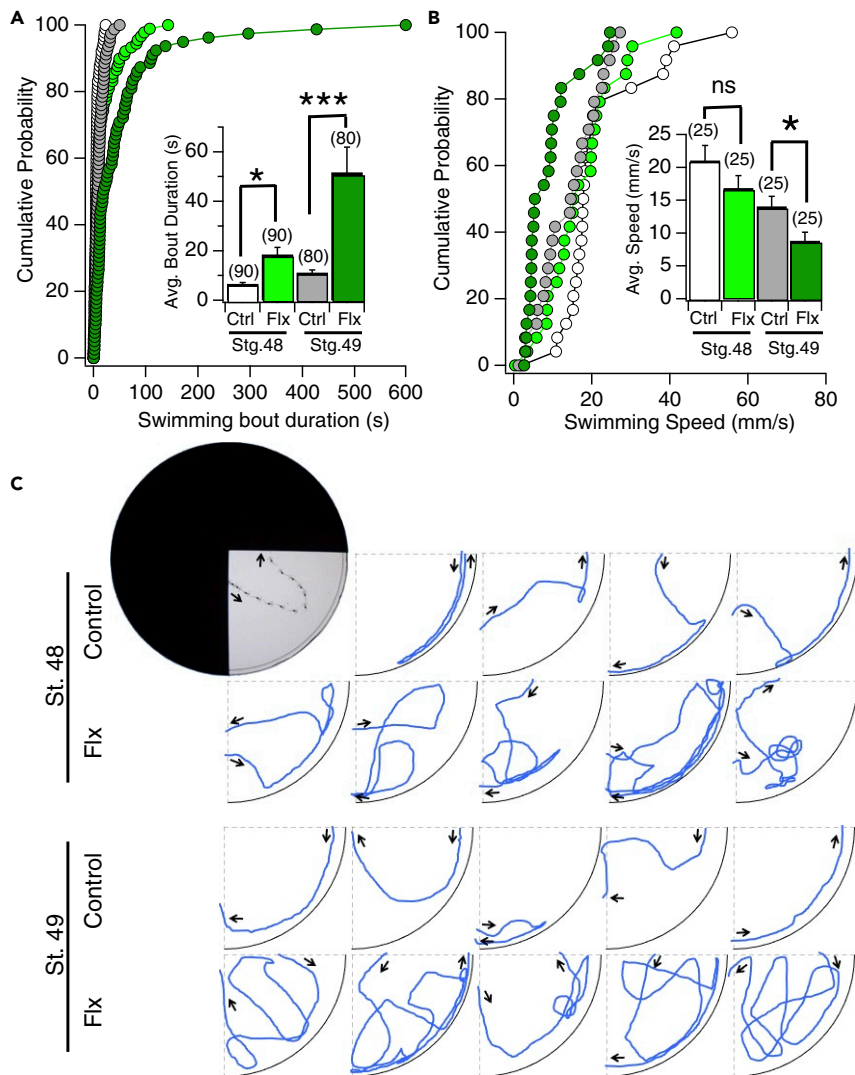 A
100
80
60
40
20
0
Cumulative Probability
0 100 200 300 400 500 600
Swimming bout duration (s)
***
*
(80)
(90)
(90)
(80)
60
40
20
0
Avg. Bout Duration (s)
Ctrl Flx Ctrl Flx
Stg.48 Stg.49
B
100
80
60
40
20
0
Cumulative Probability
0 20 40 60 80
Swimming Speed (mm/s)
ns
*
(25)
(25)
(25)
(25)
25
20
15
10
5
0
Avg. Speed (mm/s)
Ctrl Flx Ctrl Flx
Stg.48 Stg.49
C
St. 48
Control
Flx
St. 49
Control
Flx